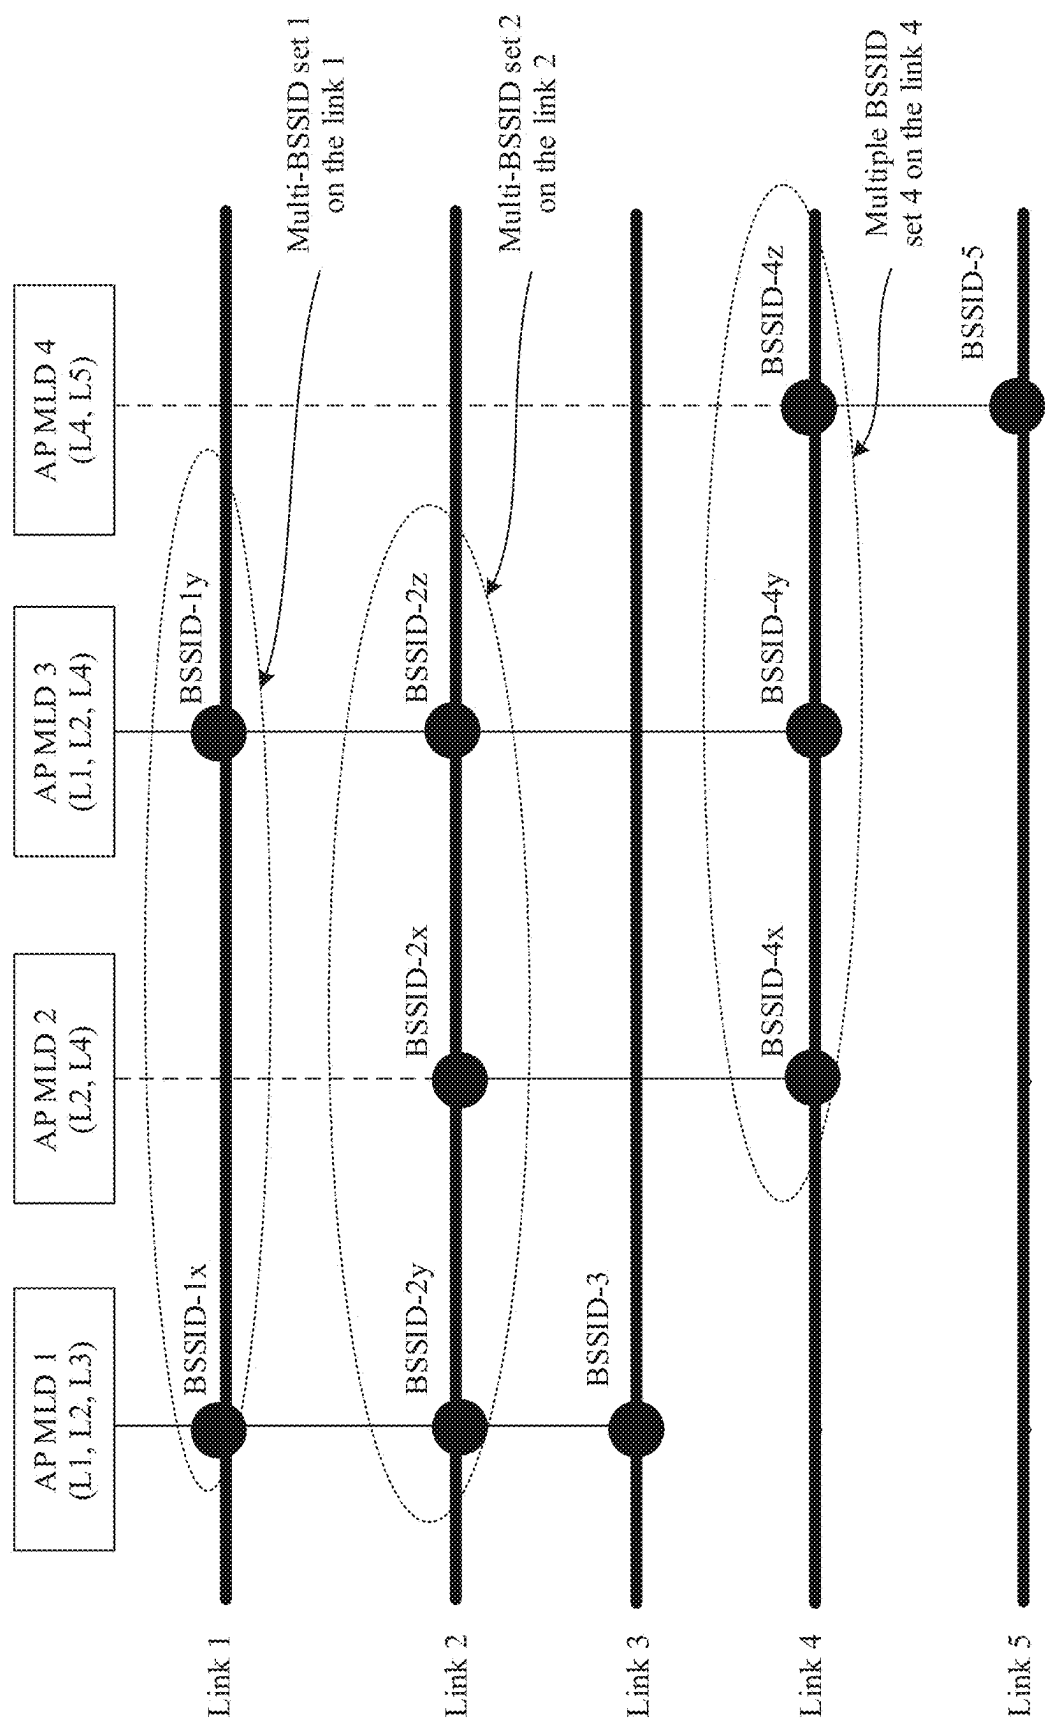 AP MLD 1
(L1, L2, L3)
AP MLD 2
(L2, L4)
AP MLD 3
(L1, L2, L4)
AP MLD 4
(L4, L5)
Link 1
BSSID-1x
BSSID-1y
Multi-BSSID set 1
on the link 1
Link 2
BSSID-2y
BSSID-2x
BSSID-2z
Multi-BSSID set 2
on the link 2
Link 3
BSSID-3
Link 4
BSSID-4x
BSSID-4y
BSSID-4z
Multiple BSSID
set 4 on the link 4
Link 5
BSSID-5